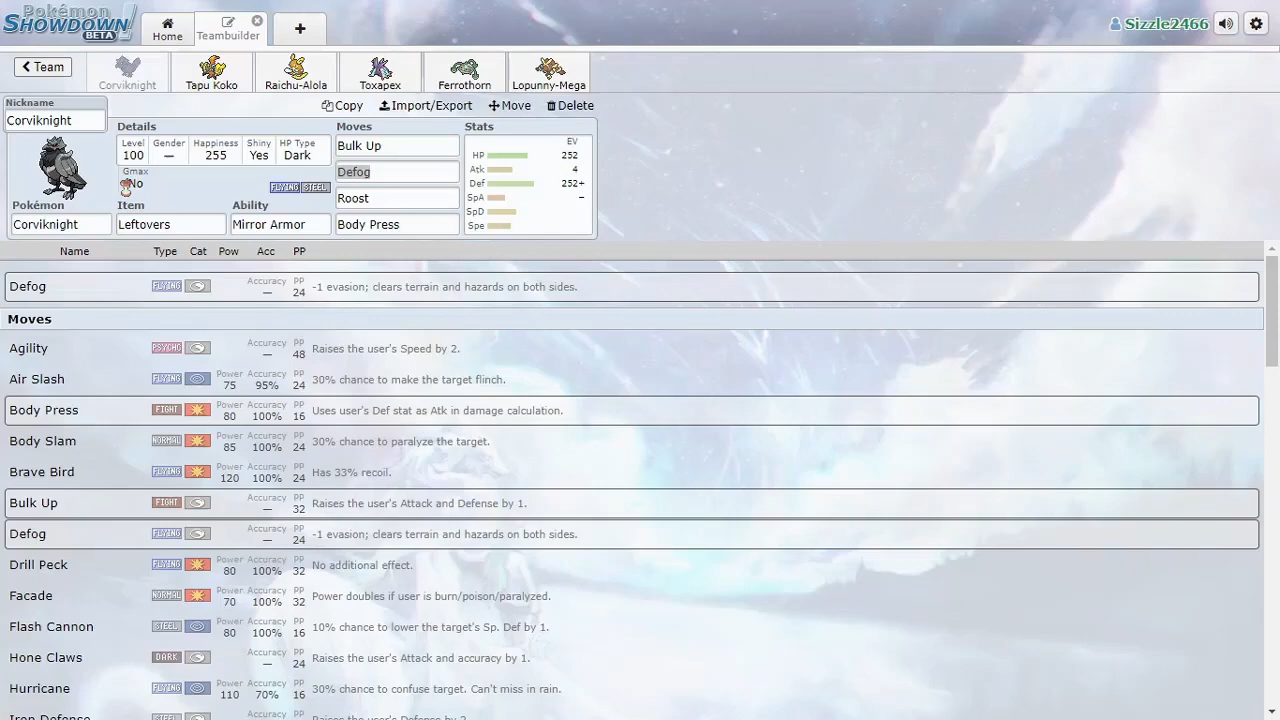 Pokémon
SHOWDOWN!
BETA
Home
Teambuilder
+
Sizzle2466
Team
Corviknight
Tapu Koko
Raichu-Alola
Toxapex
Ferrothorn
Lopunny-Mega
Nickname
Corviknight
Copy Import/Export Move Delete
Details
Level Gender Happiness Shiny HP Type
100 — 255 Yes Dark
Gmax
No
FLYING STEEL
Pokémon Item Ability
Corviknight Leftovers Mirror Armor
Moves
Bulk Up
Defog
Roost
Body Press
Stats
EV
HP 252
Atk 4
Def 252+
SpA −
SpD
Spe
Name Type Cat Pow Acc PP
Defog FLYING Accuracy — PP 24 -1 evasion; clears terrain and hazards on both sides.
Moves
Agility PSYCHC Accuracy — PP 48 Raises the user's Speed by 2.
Air Slash FLYING Power 75 Accuracy 95% PP 24 30% chance to make the target flinch.
Body Press FIGHT Power 80 Accuracy 100% PP 16 Uses user's Def stat as Atk in damage calculation.
Body Slam NORMAL Power 85 Accuracy 100% PP 24 30% chance to paralyze the target.
Brave Bird FLYING Power 120 Accuracy 100% PP 24 Has 33% recoil.
Bulk Up FIGHT Accuracy — PP 32 Raises the user's Attack and Defense by 1.
Defog FLYING Accuracy — PP 24 -1 evasion; clears terrain and hazards on both sides.
Drill Peck FLYING Power 80 Accuracy 100% PP 32 No additional effect.
Facade NORMAL Power 70 Accuracy 100% PP 32 Power doubles if user is burn/poison/paralyzed.
Flash Cannon STEEL Power 80 Accuracy 100% PP 16 10% chance to lower the target's Sp. Def by 1.
Hone Claws DARK Accuracy — PP 24 Raises the user's Attack and accuracy by 1.
Hurricane FLYING Power 110 Accuracy 70% PP 16 30% chance to confuse target. Can't miss in rain.
Iron Defense STEEL Accuracy PP Raises the user's Defense by 2.